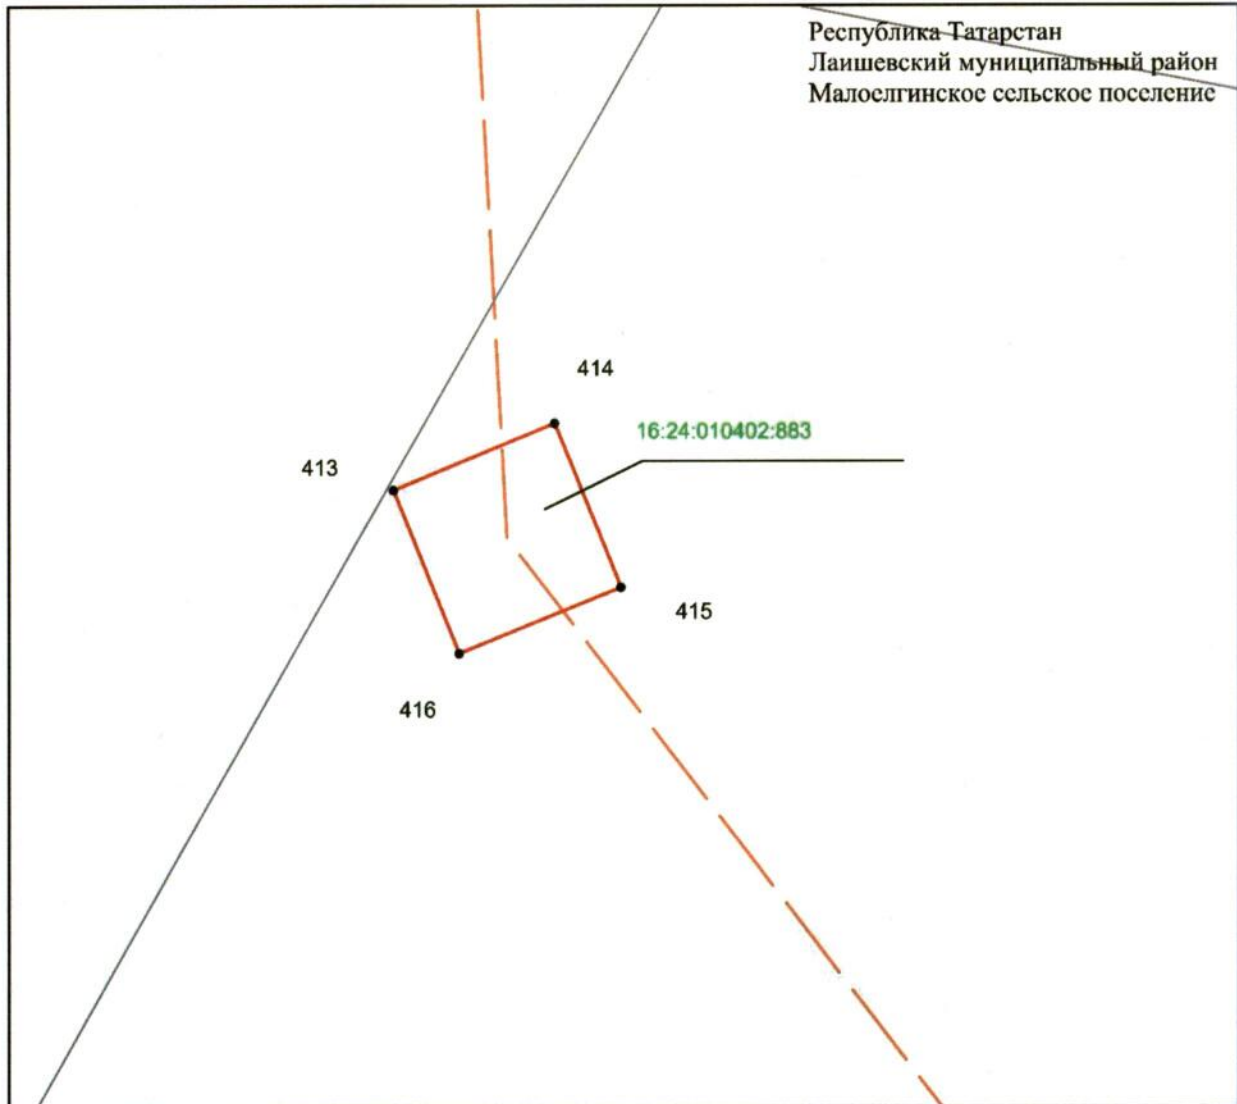 Республика Татарстан
Лаишевский муниципальный район
Малоелгинское сельское поселение
414
16:24:010402:883
413
415
416